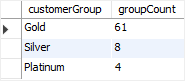 customerGroup groupCount
Gold 61
Silver 8
Platinum 4